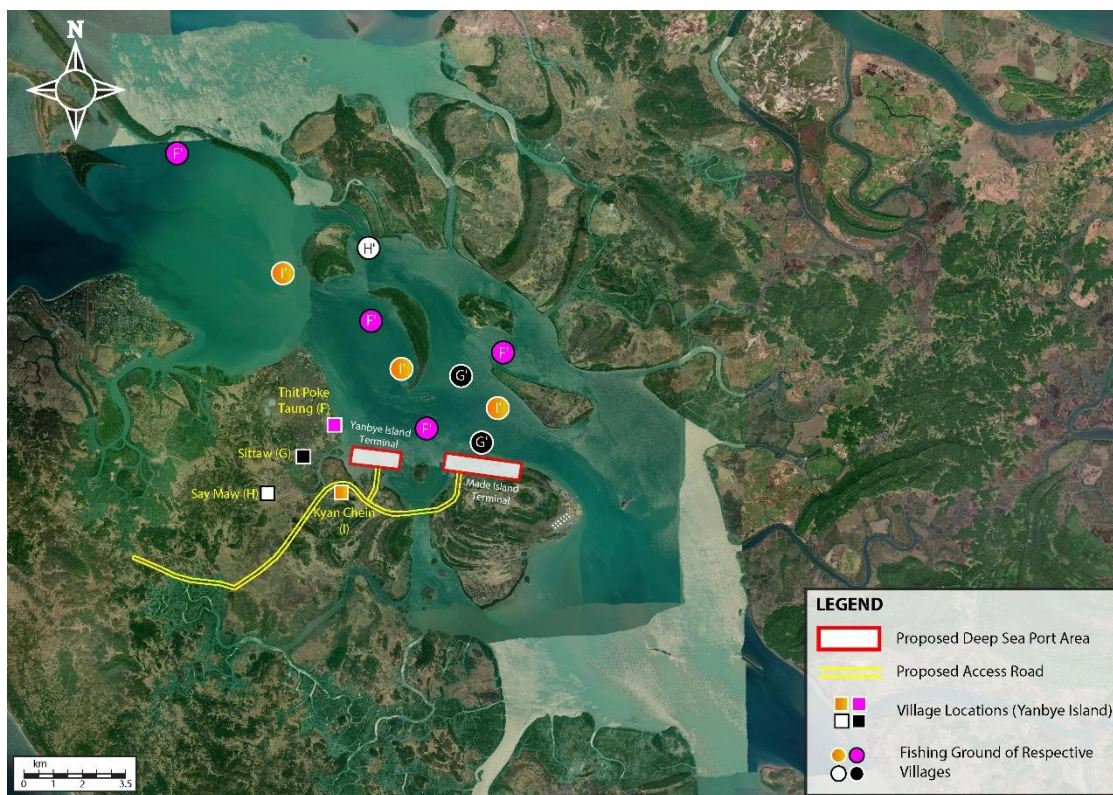 N
F'
H'
I'
F'
F'
I'
G'
I'
Thit Poke
Taung (F)
F'
Yanbye Island
Terminal
G'
Sittaw (G)
Made Island
Terminal
Say Maw (H)
Kyan Chein
(I)
LEGEND
Proposed Deep Sea Port Area
Proposed Access Road
Village Locations (Yanbye Island)
Fishing Ground of Respective
Villages
km
0 1 2 3.5